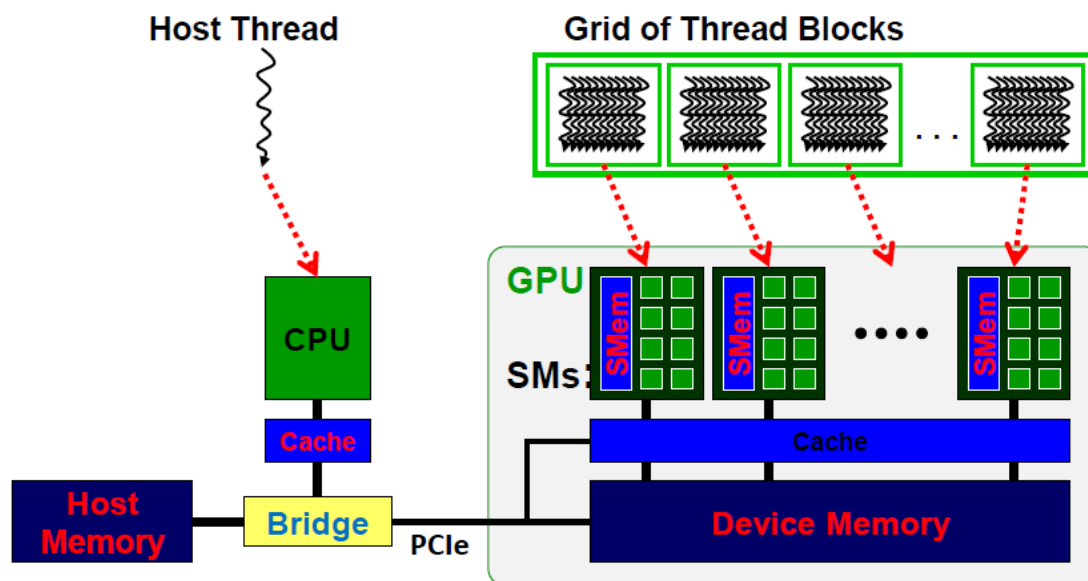 Host Thread
Grid of Thread Blocks
. . .
GPU
SMem
SMem
SMem
CPU
SMs:
Cache
Cache
Host
Memory
Bridge
PCIe
Device Memory